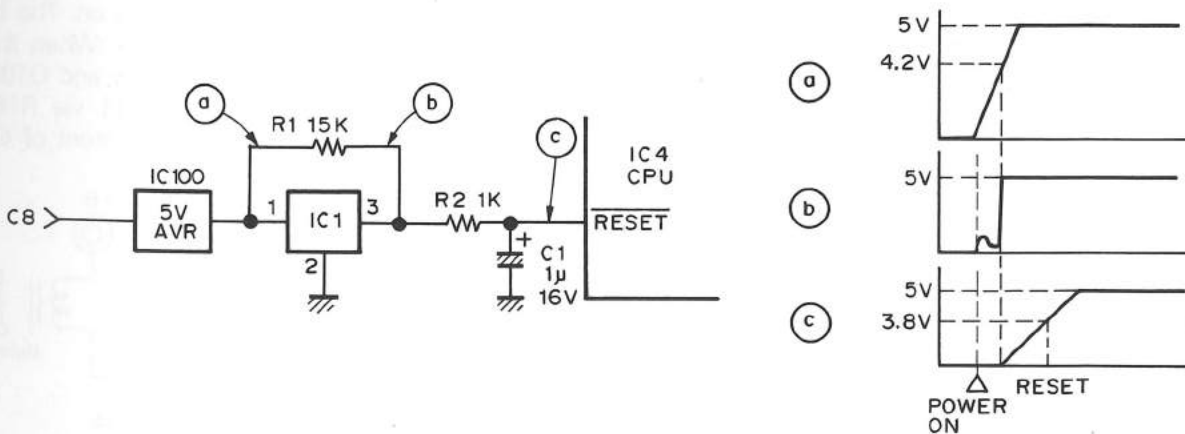 a
b
R1 15K
c
IC4
CPU
IC100
5V
AVR
C8
1
IC1
3
2
R2 1K
+
C1
1μ
16V
RESET
a
5V
4.2V
b
5V
c
5V
3.8V
POWER
ON
RESET